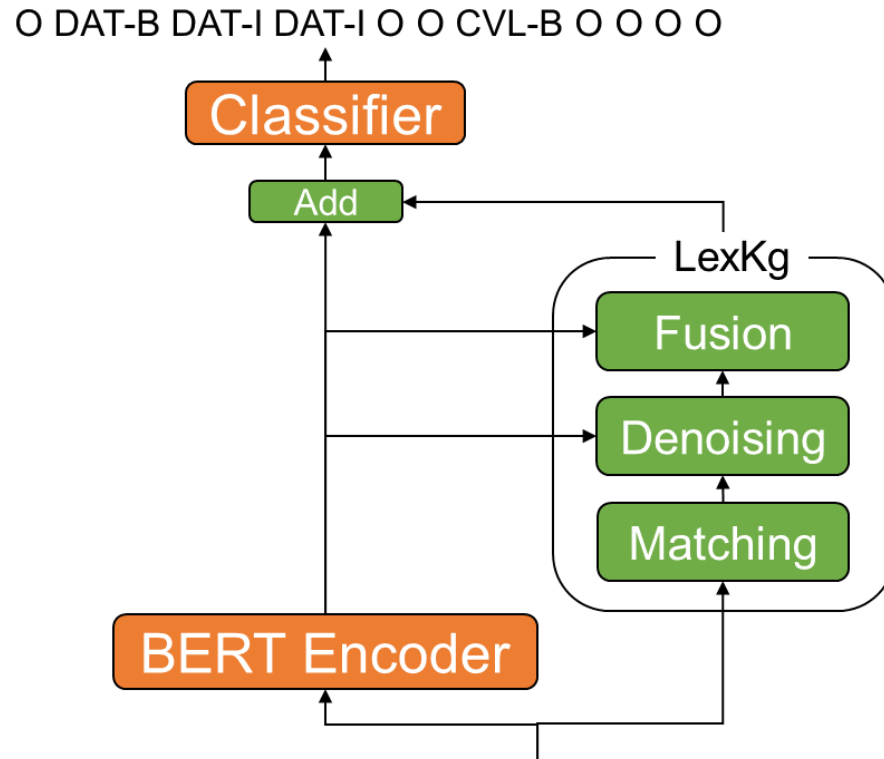 O DAT-B DAT-I DAT-I O O CVL-B O O O O
Classifier
Add
LexKg
Fusion
Denoising
Matching
BERT Encoder